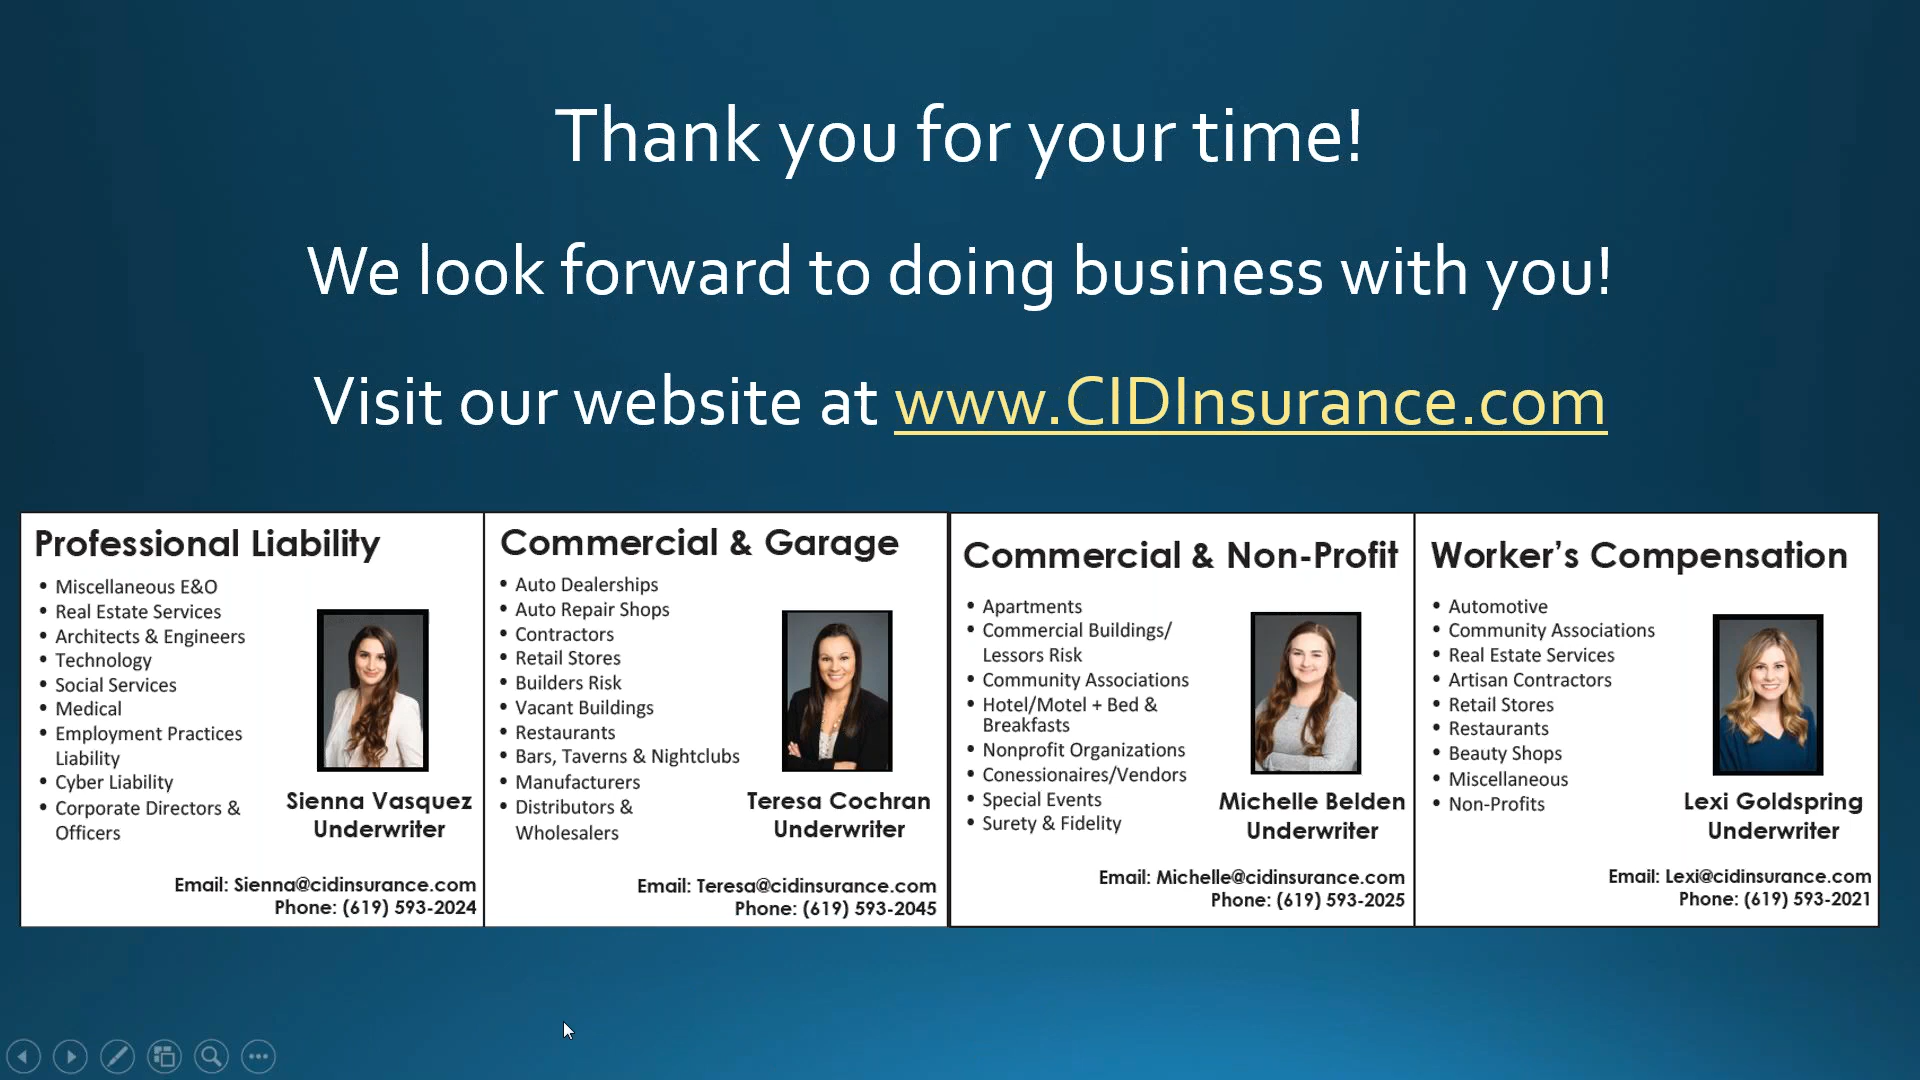 Thank you for your time!
We look forward to doing business with you!
Visit our website at www.CIDInsurance.com
Professional Liability
• Miscellaneous E&O
• Real Estate Services
• Architects & Engineers
• Technology
• Social Services
• Medical
• Employment Practices
Liability
• Cyber Liability
• Corporate Directors &
Officers
Sienna Vasquez
Underwriter
Email: Sienna@cidinsurance.com
Phone: (619) 593-2024
Commercial & Garage
• Auto Dealerships
• Auto Repair Shops
• Contractors
• Retail Stores
• Builders Risk
• Vacant Buildings
• Restaurants
• Bars, Taverns & Nightclubs
• Manufacturers
• Distributors &
Wholesalers
Teresa Cochran
Underwriter
Email: Teresa@cidinsurance.com
Phone: (619) 593-2045
Commercial & Non-Profit
• Apartments
• Commercial Buildings/
Lessors Risk
• Community Associations
• Hotel/Motel + Bed &
Breakfasts
• Nonprofit Organizations
• Conessionaires/Vendors
• Special Events
• Surety & Fidelity
Michelle Belden
Underwriter
Email: Michelle@cidinsurance.com
Phone: (619) 593-2025
Worker's Compensation
• Automotive
• Community Associations
• Real Estate Services
• Artisan Contractors
• Retail Stores
• Restaurants
• Beauty Shops
• Miscellaneous
• Non-Profits
Lexi Goldspring
Underwriter
Email: Lexi@cidinsurance.com
Phone: (619) 593-2021